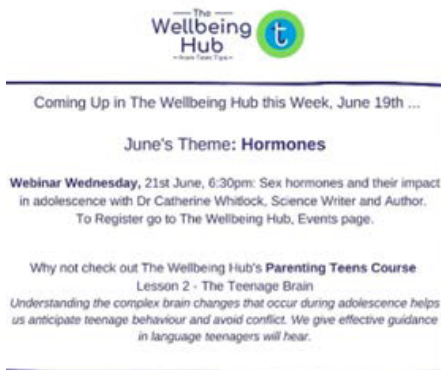 The
Wellbeing
Hub
from Teen Tips
t
Coming Up in The Wellbeing Hub this Week, June 19th ...
June's Theme: Hormones
Webinar Wednesday, 21st June, 6:30pm: Sex hormones and their impact
in adolescence with Dr Catherine Whitlock, Science Writer and Author.
To Register go to The Wellbeing Hub, Events page.
Why not check out The Wellbeing Hub's Parenting Teens Course
Lesson 2 - The Teenage Brain
Understanding the complex brain changes that occur during adolescence helps
us anticipate teenage behaviour and avoid conflict. We give effective guidance
in language teenagers will hear.